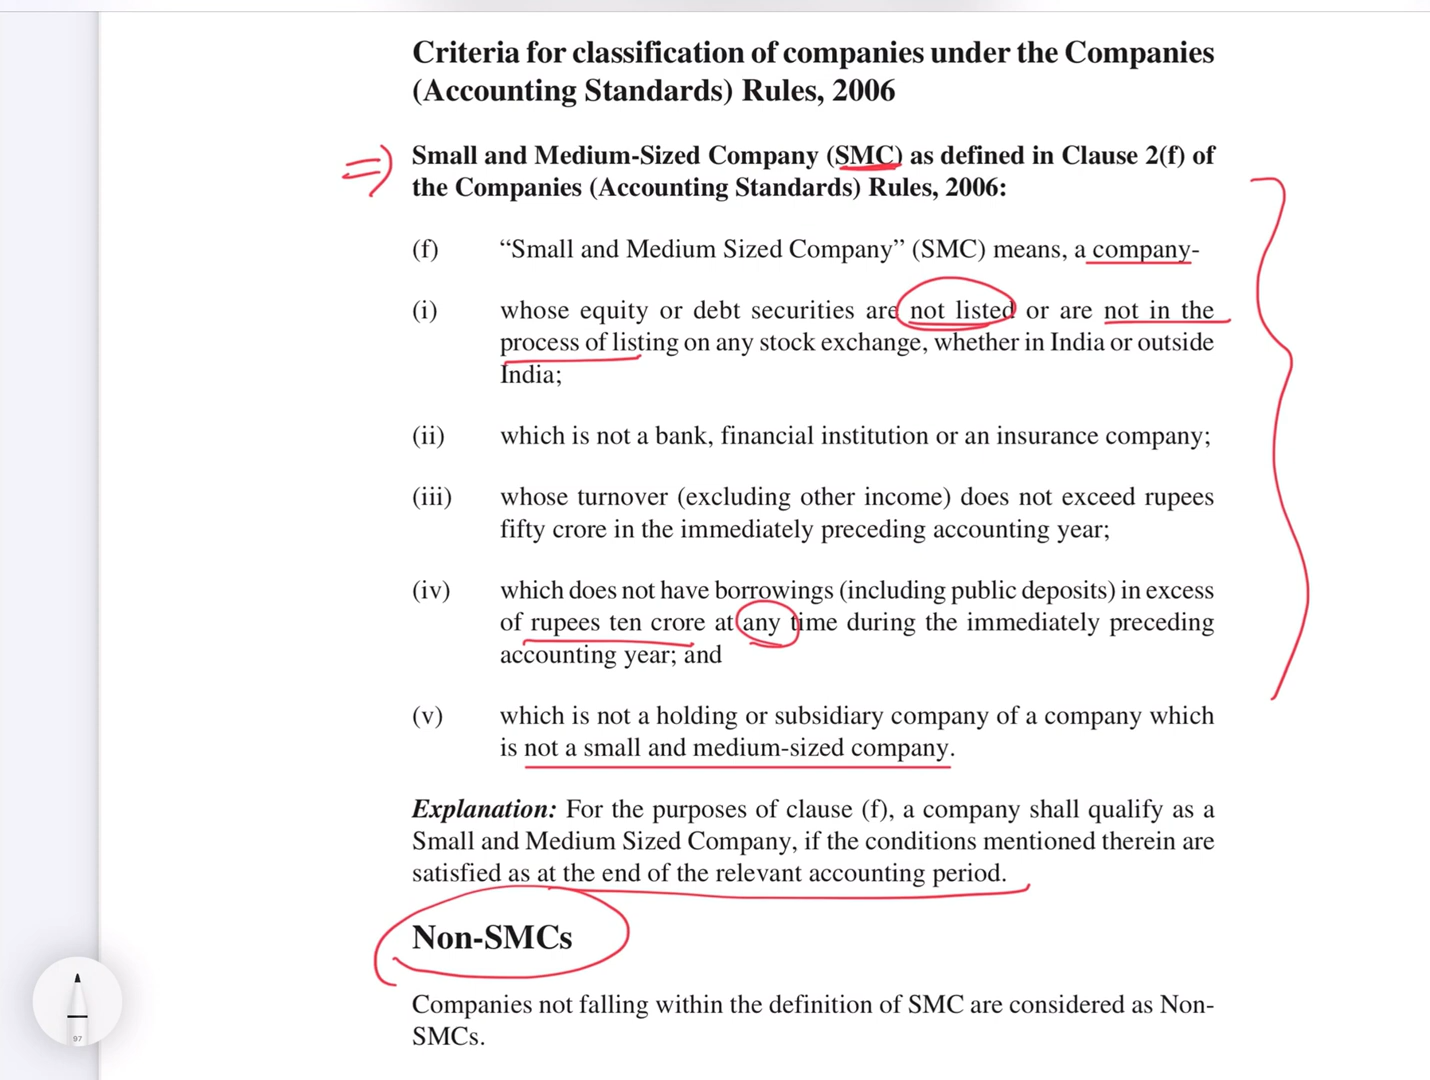 Criteria for classification of companies under the Companies
(Accounting Standards) Rules, 2006
Small and Medium-Sized Company (SMC) as defined in Clause 2(f) of
the Companies (Accounting Standards) Rules, 2006:
(f) “Small and Medium Sized Company” (SMC) means, a company-
(i) whose equity or debt securities are not listed or are not in the
process of listing on any stock exchange, whether in India or outside
India;
(ii) which is not a bank, financial institution or an insurance company;
(iii) whose turnover (excluding other income) does not exceed rupees
fifty crore in the immediately preceding accounting year;
(iv) which does not have borrowings (including public deposits) in excess
of rupees ten crore at any time during the immediately preceding
accounting year; and
(v) which is not a holding or subsidiary company of a company which
is not a small and medium-sized company.
Explanation: For the purposes of clause (f), a company shall qualify as a
Small and Medium Sized Company, if the conditions mentioned therein are
satisfied as at the end of the relevant accounting period.
Non-SMCs
Companies not falling within the definition of SMC are considered as Non-
SMCs.
97